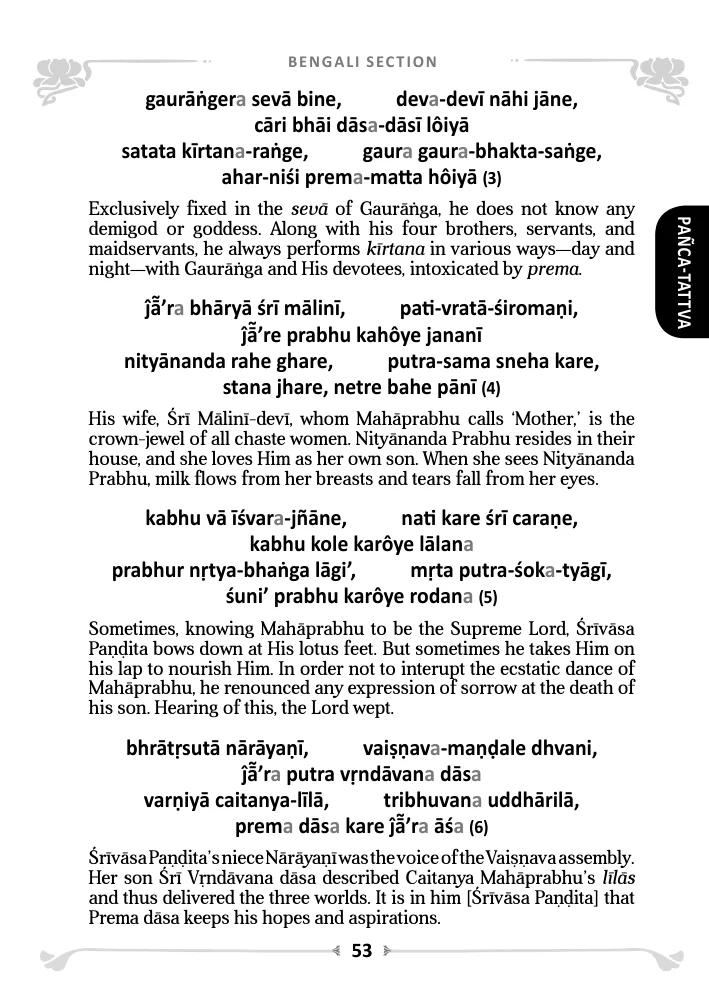 BENGALI SECTION
gaurāṅgera sevā bine, deva-devī nāhi jāne,
cāri bhāi dāsa-dāsī lôiyā
satata kīrtana-raṅge, gaura gaura-bhakta-saṅge,
ahar-niśi prema-matta hôiyā (3)
Exclusively fixed in the sevā of Gaurāṅga, he does not know any
demigod or goddess. Along with his four brothers, servants, and
maidservants, he always performs kīrtana in various ways—day and
night—with Gaurāṅga and His devotees, intoxicated by prema.
PAÑCA-TATTVA
ĵā̃’ra bhāryā śrī mālinī, pati-vratā-śiromaṇi,
ĵā̃’re prabhu kahôye jananī
nityānanda rahe ghare, putra-sama sneha kare,
stana jhare, netre bahe pānī (4)
His wife, Śrī Mālinī-devī, whom Mahāprabhu calls ‘Mother,’ is the
crown-jewel of all chaste women. Nityānanda Prabhu resides in their
house, and she loves Him as her own son. When she sees Nityānanda
Prabhu, milk flows from her breasts and tears fall from her eyes.
kabhu vā īśvara-jñāne, nati kare śrī caraṇe,
kabhu kole karôye lālana
prabhur nṛtya-bhaṅga lāgi’, mṛta putra-śoka-tyāgī,
śuni’ prabhu karôye rodana (5)
Sometimes, knowing Mahāprabhu to be the Supreme Lord, Śrīvāsa
Paṇḍita bows down at His lotus feet. But sometimes he takes Him on
his lap to nourish Him. In order not to interupt the ecstatic dance of
Mahāprabhu, he renounced any expression of sorrow at the death of
his son. Hearing of this, the Lord wept.
bhrātṛsutā nārāyaṇī, vaiṣṇava-maṇḍale dhvani,
ĵā̃’ra putra vṛndāvana dāsa
varṇiyā caitanya-līlā, tribhuvana uddhārilā,
prema dāsa kare ĵā̃’ra āśa (6)
Śrīvāsa Paṇḍita’s niece Nārāyaṇī was the voice of the Vaiṣṇava assembly.
Her son Śrī Vṛndāvana dāsa described Caitanya Mahāprabhu’s līlās
and thus delivered the three worlds. It is in him [Śrīvāsa Paṇḍita] that
Prema dāsa keeps his hopes and aspirations.
53